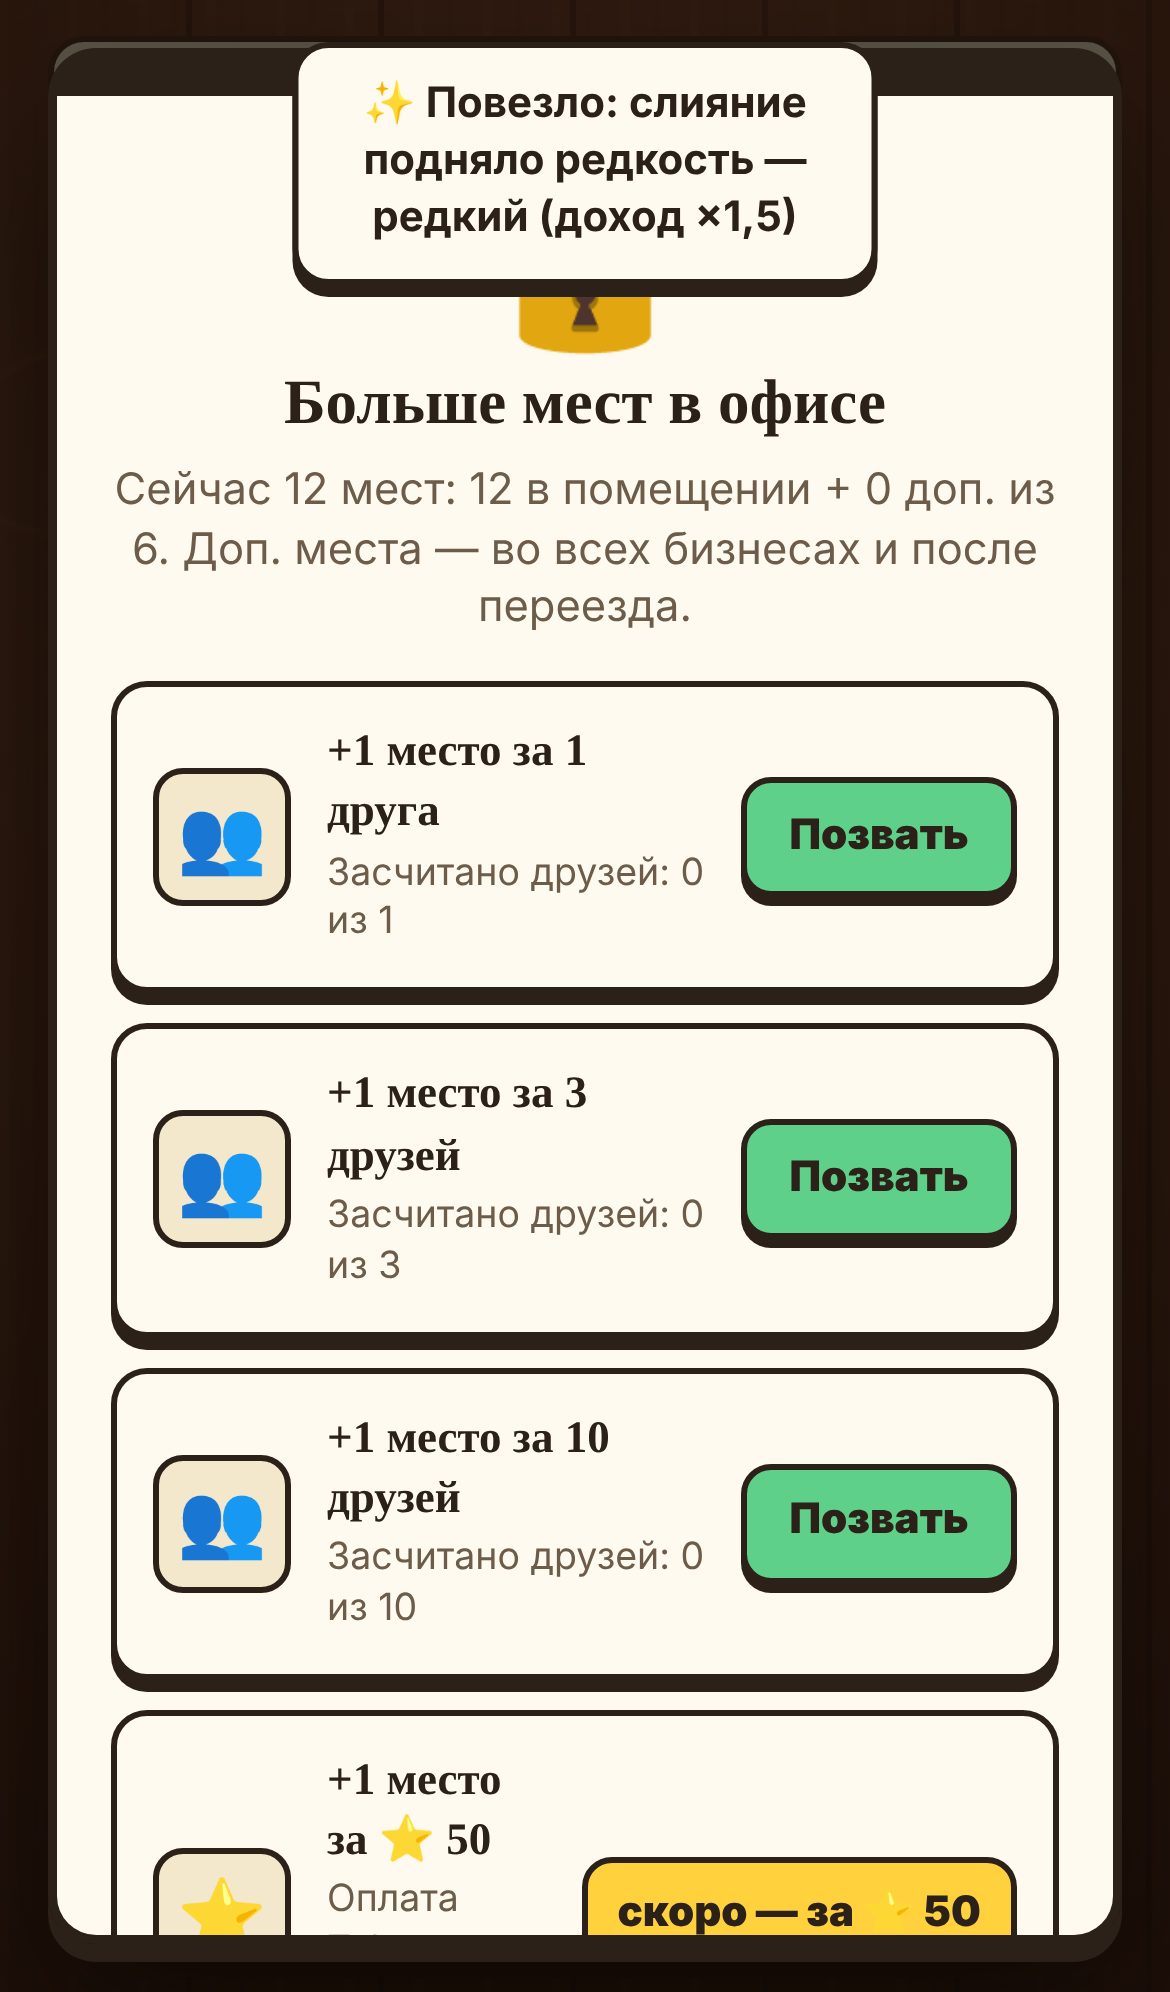 ✨ Повезло: слияние
подняло редкость —
редкий (доход ×1,5)
Больше мест в офисе
Сейчас 12 мест: 12 в помещении + 0 доп. из
6. Доп. места — во всех бизнесах и после
переезда.
+1 место за 1
друга
Засчитано друзей: 0
из 1
Позвать
+1 место за 3
друзей
Засчитано друзей: 0
из 3
Позвать
+1 место за 10
друзей
Засчитано друзей: 0
из 10
Позвать
+1 место
за ⭐ 50
Оплата
скоро — за ⭐ 50